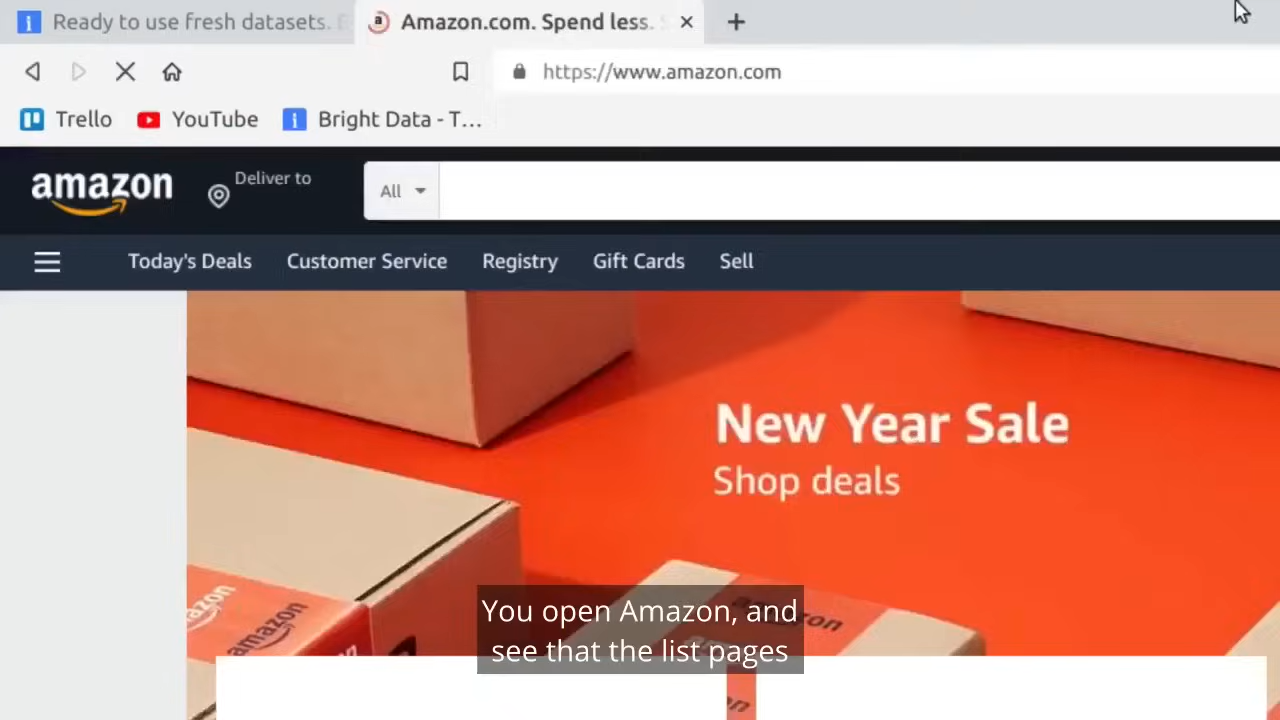 Ready to use fresh datasets.
Amazon.com. Spend less.
https://www.amazon.com
Trello
YouTube
Bright Data - T...
amazon
Deliver to
All
Today's Deals
Customer Service
Registry
Gift Cards
Sell
New Year Sale
Shop deals
amazon
You open Amazon, and
see that the list pages